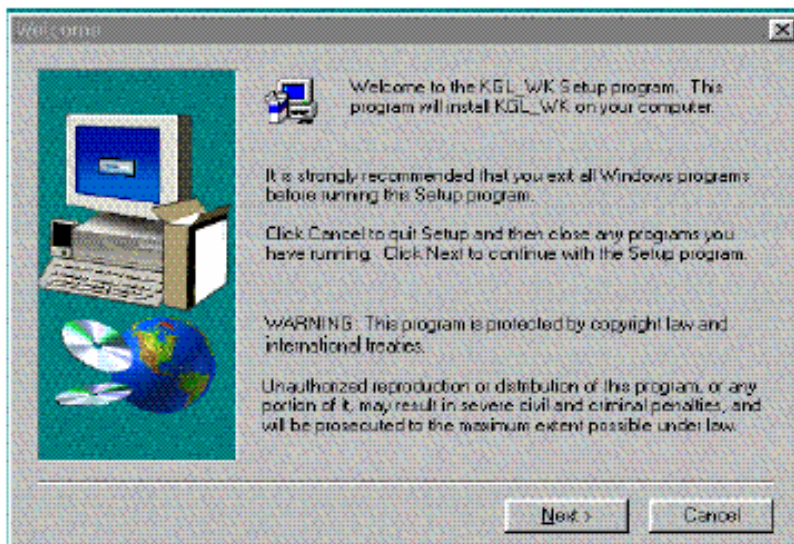 Welcome
Welcome to the KGL_WK Setup program. This
program will install KGL_WK on your computer.
It is strongly recommended that you exit all Windows programs
before running this Setup program.
Click Cancel to quit Setup and then close any programs you
have running. Click Next to continue with the Setup program.
WARNING: This program is protected by copyright law and
international treaties.
Unauthorized reproduction or distribution of this program, or any
portion of it, may result in severe civil and criminal penalties, and
will be prosecuted to the maximum extent possible under law.
Next >
Cancel